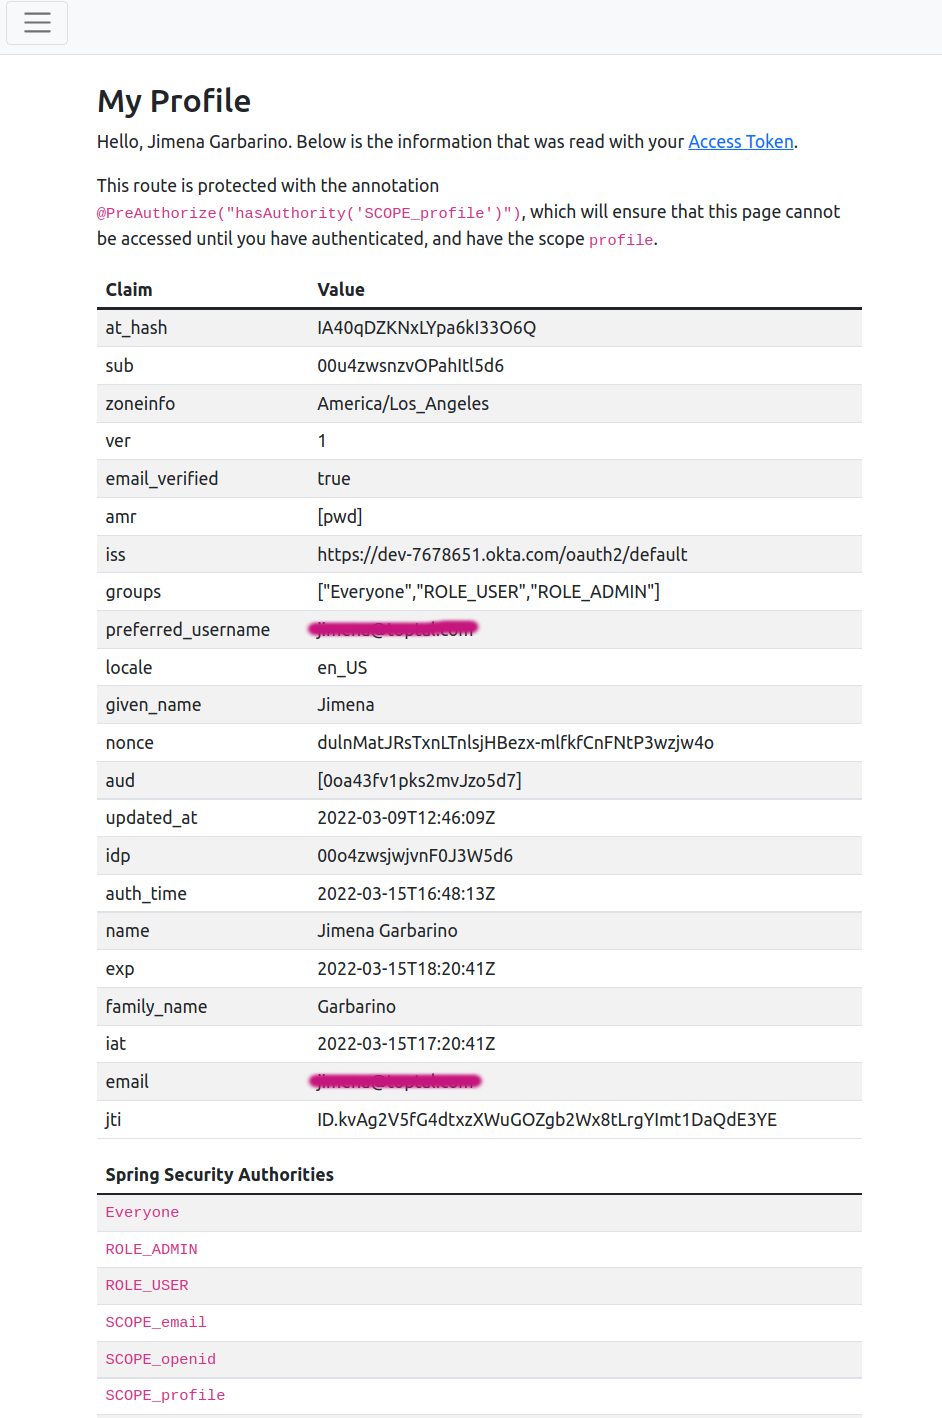 My Profile
Hello, Jimena Garbarino. Below is the information that was read with your Access Token.
This route is protected with the annotation
@PreAuthorize("hasAuthority('SCOPE_profile')"), which will ensure that this page cannot
be accessed until you have authenticated, and have the scope profile.
Claim Value
at_hash IA40qDZKNxLYpa6kI33O6Q
sub 00u4zwsnzvOPahItl5d6
zoneinfo America/Los_Angeles
ver 1
email_verified true
amr [pwd]
iss https://dev-7678651.okta.com/oauth2/default
groups ["Everyone","ROLE_USER","ROLE_ADMIN"]
preferred_username
locale en_US
given_name Jimena
nonce dulnMatJRsTxnLTnlsjHBezx-mlfkfCnFNtP3wzjw4o
aud [0oa43fv1pks2mvJzo5d7]
updated_at 2022-03-09T12:46:09Z
idp 00o4zwsjwjvnF0J3W5d6
auth_time 2022-03-15T16:48:13Z
name Jimena Garbarino
exp 2022-03-15T18:20:41Z
family_name Garbarino
iat 2022-03-15T17:20:41Z
email
jti ID.kvAg2V5fG4dtxzXWuGOZgb2Wx8tLrgYImt1DaQdE3YE
Spring Security Authorities
Everyone
ROLE_ADMIN
ROLE_USER
SCOPE_email
SCOPE_openid
SCOPE_profile